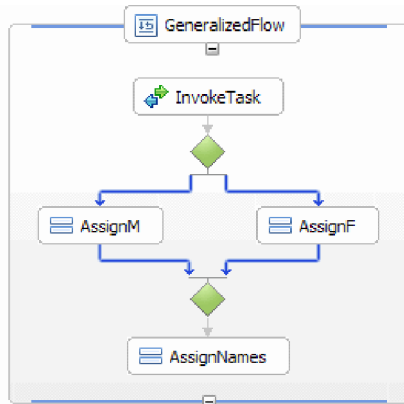 GeneralizedFlow
InvokeTask
AssignM
AssignF
AssignNames